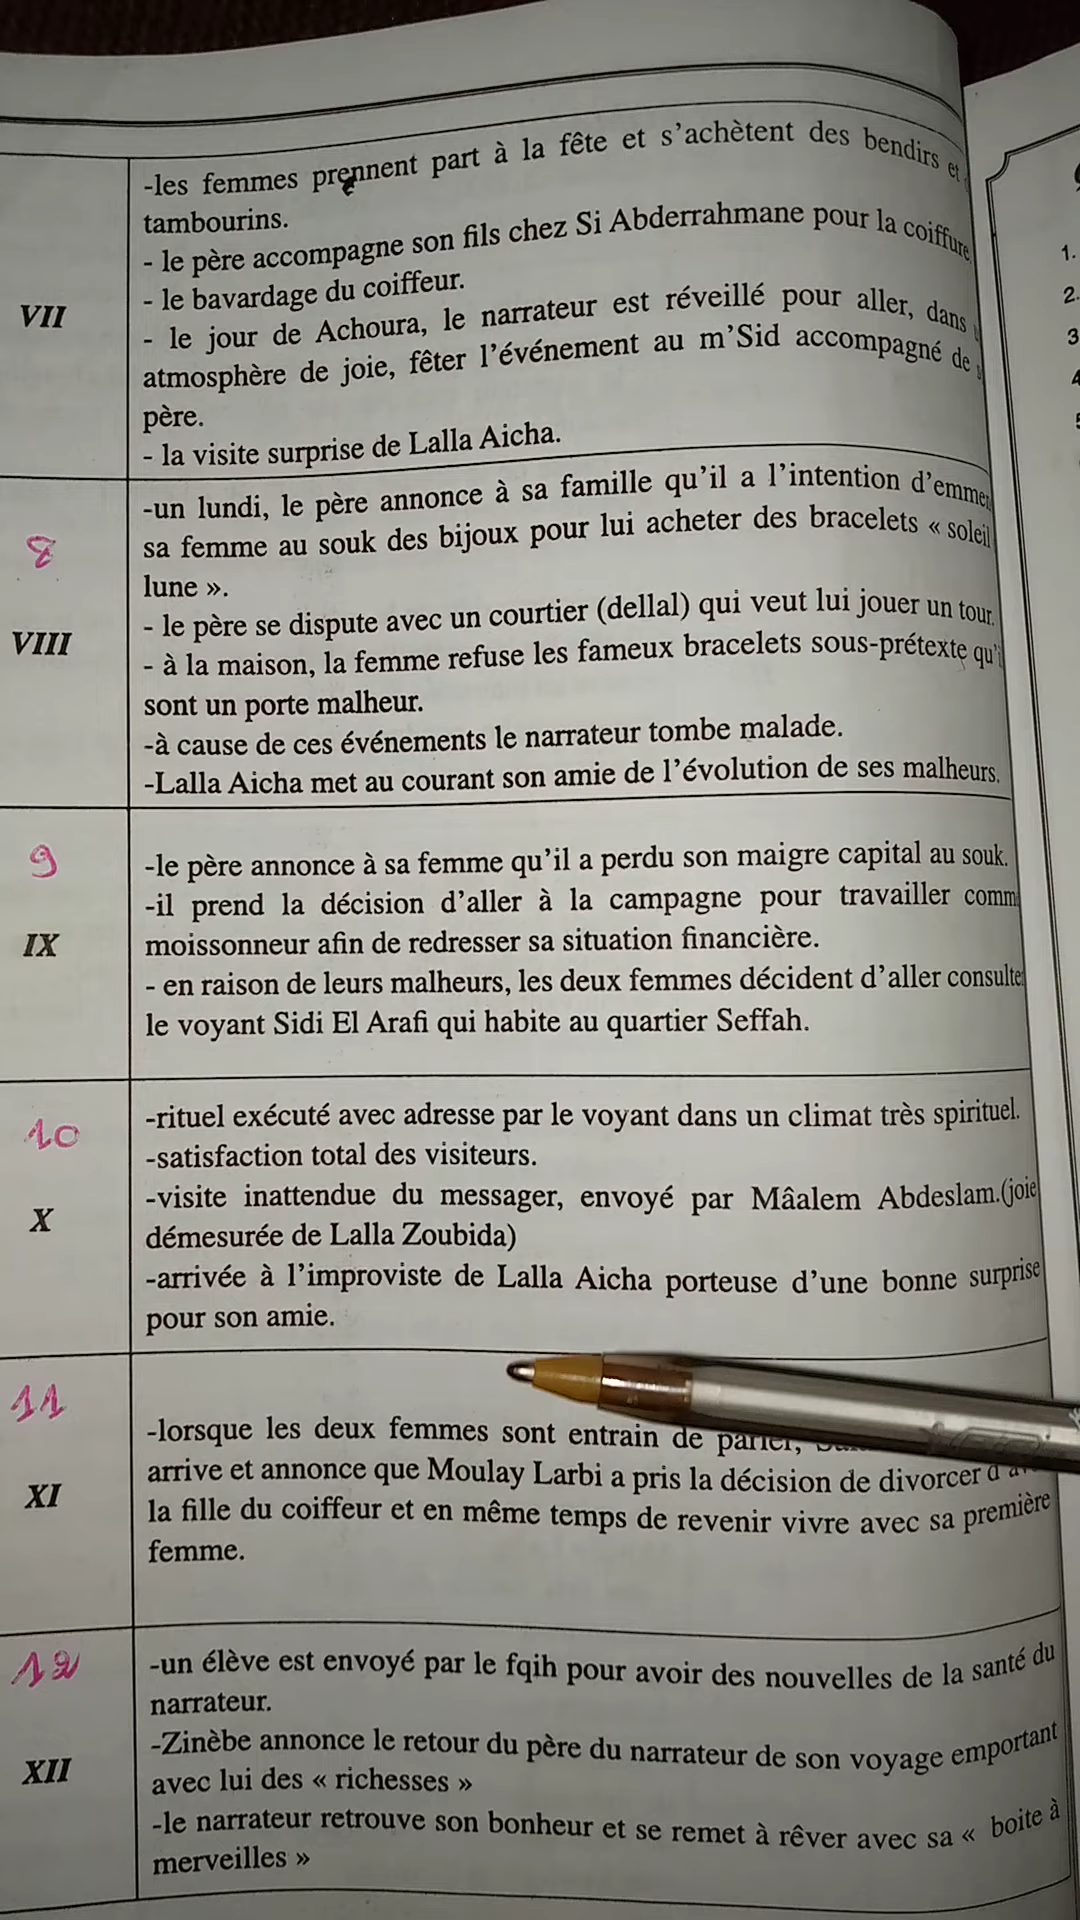 -les femmes prennent part à la fête et s'achètent des bendirs et
tambourins.
- le père accompagne son fils chez Si Abderrahmane pour la coiffure
- le bavardage du coiffeur.
VII
- le jour de Achoura, le narrateur est réveillé pour aller, dans
atmosphère de joie, fêter l'événement au m'Sid accompagné de
père.
- la visite surprise de Lalla Aicha.
8
VIII
-un lundi, le père annonce à sa famille qu'il a l'intention d'emme
sa femme au souk des bijoux pour lui acheter des bracelets « soleil
lune ».
- le père se dispute avec un courtier (dellal) qui veut lui jouer un tour.
- à la maison, la femme refuse les fameux bracelets sous-prétexte qu'i
sont un porte malheur.
-à cause de ces événements le narrateur tombe malade.
-Lalla Aicha met au courant son amie de l'évolution de ses malheurs.
9
IX
-le père annonce à sa femme qu'il a perdu son maigre capital au souk.
-il prend la décision d'aller à la campagne pour travailler comm
moissonneur afin de redresser sa situation financière.
- en raison de leurs malheurs, les deux femmes décident d'aller consulte
le voyant Sidi El Arafi qui habite au quartier Seffah.
10
X
-rituel exécuté avec adresse par le voyant dans un climat très spirituel.
-satisfaction total des visiteurs.
-visite inattendue du messager, envoyé par Mâalem Abdeslam.(joie
démesurée de Lalla Zoubida)
-arrivée à l'improviste de Lalla Aicha porteuse d'une bonne surprise
pour son amie.
11
XI
-lorsque les deux femmes sont entrain de parler,
arrive et annonce que Moulay Larbi a pris la décision de divorcer
la fille du coiffeur et en même temps de revenir vivre avec sa première
femme.
12
XII
-un élève est envoyé par le fqih pour avoir des nouvelles de la santé du
narrateur.
-Zinèbe annonce le retour du père du narrateur de son voyage emportant
avec lui des « richesses »
-le narrateur retrouve son bonheur et se remet à rêver avec sa « boite à
merveilles »
1.
2.
3
4